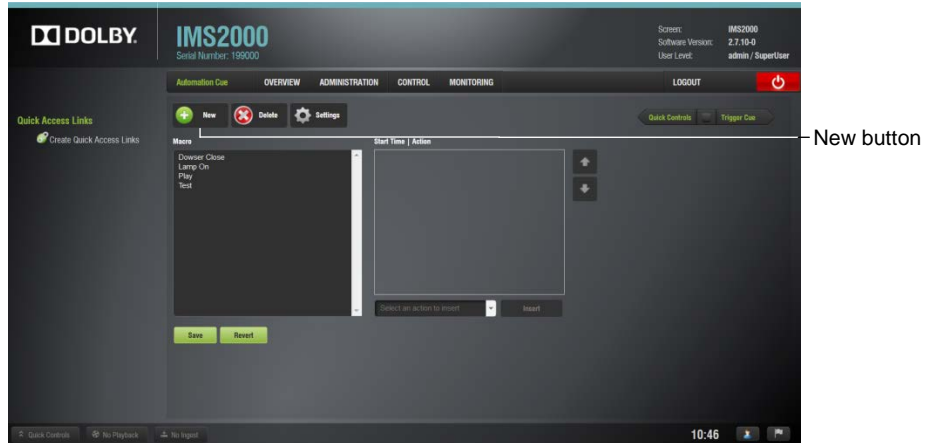 DOLBY.
IMS2000
Serial Number: 199000
Screen: IMS2000
Software Version: 2.7.10-0
User Level: admin / SuperUser
Automation Cue OVERVIEW ADMINISTRATION CONTROL MONITORING LOGOUT
Quick Access Links
Create Quick Access Links
New Delete Settings
Quick Controls Trigger Cue
New button
Macro
Start Time | Action
Dowser Close
Lamp On
Play
Test
Select an action to insert Insert
Save Revert
Quick Controls No Playback No Ingest 10:46